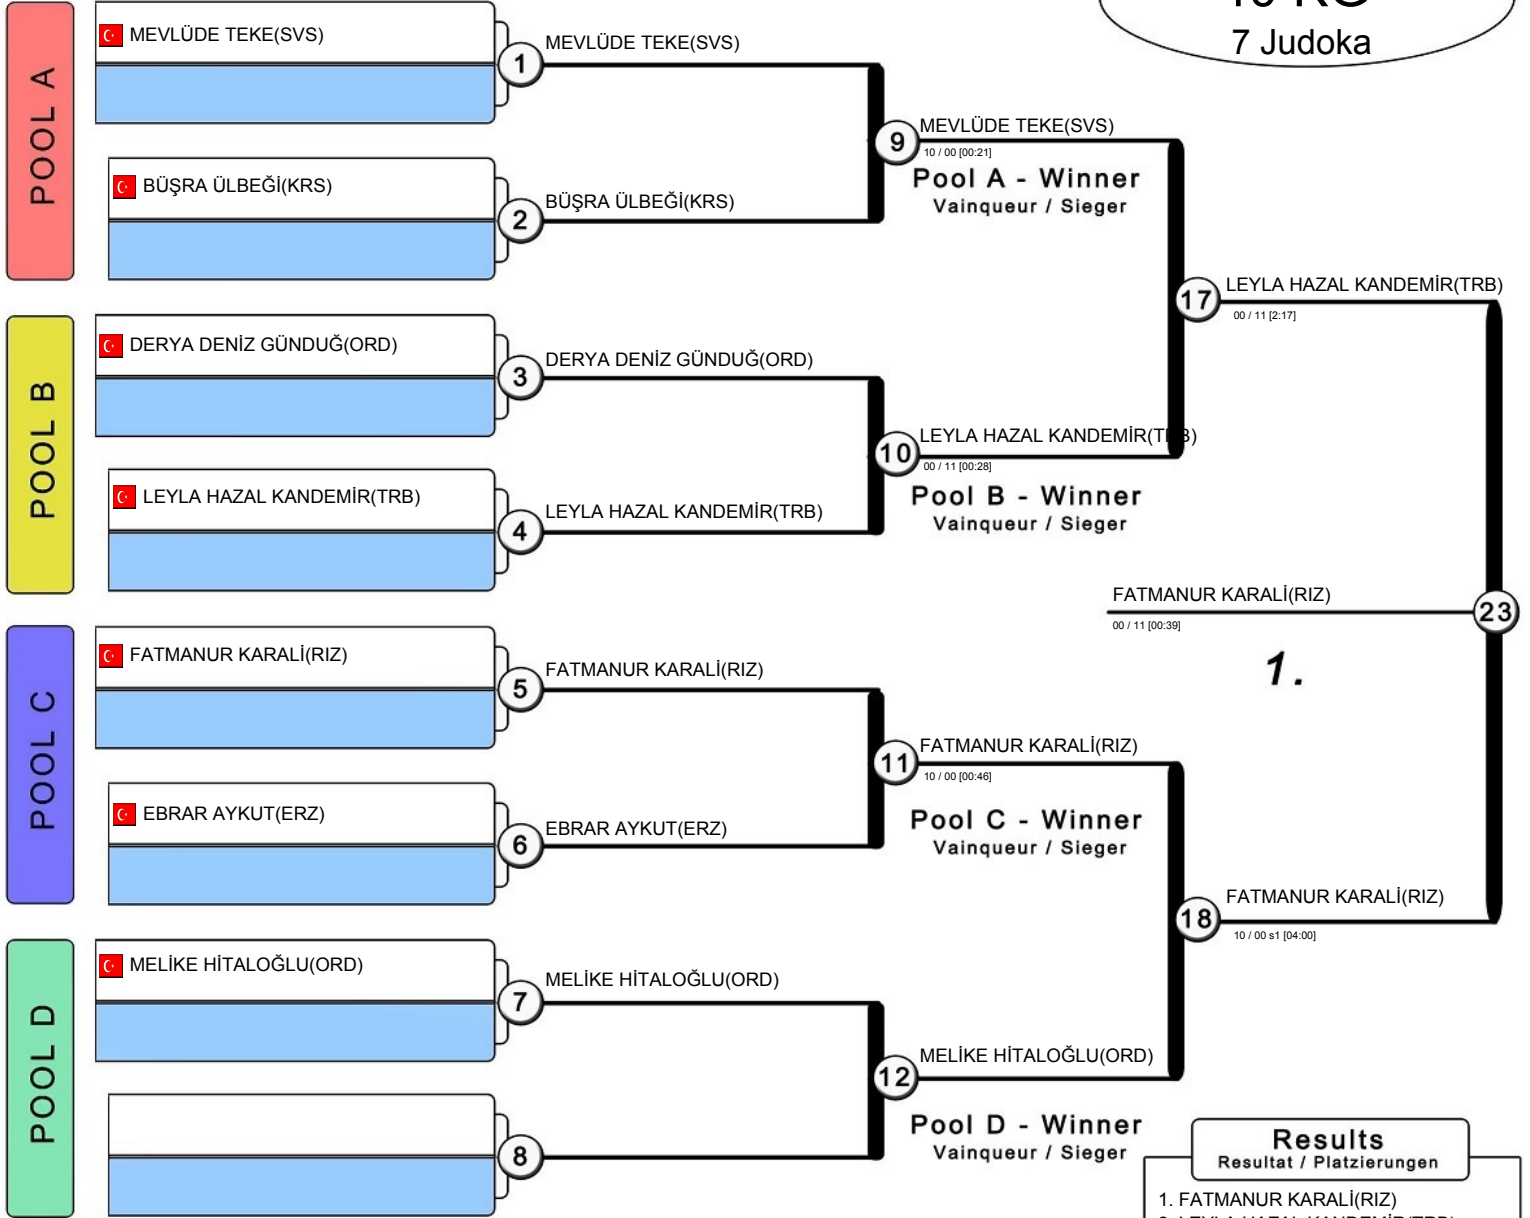 7 Judoka
POOL A
MEVLÜDE TEKE(SVS)
1
MEVLÜDE TEKE(SVS)
BÜŞRA ÜLBEĞİ(KRS)
2
BÜŞRA ÜLBEĞİ(KRS)
9
MEVLÜDE TEKE(SVS)
10 / 00 [00:21]
Pool A - Winner
Vainqueur / Sieger
POOL B
DERYA DENİZ GÜNDUĞ(ORD)
3
DERYA DENİZ GÜNDUĞ(ORD)
LEYLA HAZAL KANDEMİR(TRB)
4
LEYLA HAZAL KANDEMİR(TRB)
10
LEYLA HAZAL KANDEMİR(TRB)
00 / 11 [00:28]
Pool B - Winner
Vainqueur / Sieger
17
LEYLA HAZAL KANDEMİR(TRB)
00 / 11 [2:17]
POOL C
FATMANUR KARALİ(RIZ)
5
FATMANUR KARALİ(RIZ)
EBRAR AYKUT(ERZ)
6
EBRAR AYKUT(ERZ)
11
FATMANUR KARALİ(RIZ)
10 / 00 [00:46]
Pool C - Winner
Vainqueur / Sieger
POOL D
MELİKE HİTALOĞLU(ORD)
7
MELİKE HİTALOĞLU(ORD)
8
12
MELİKE HİTALOĞLU(ORD)
Pool D - Winner
Vainqueur / Sieger
18
FATMANUR KARALİ(RIZ)
10 / 00 s1 [04:00]
FATMANUR KARALİ(RIZ)
23
00 / 11 [00:39]
1.
Results
Resultat / Platzierungen
1. FATMANUR KARALİ(RIZ)